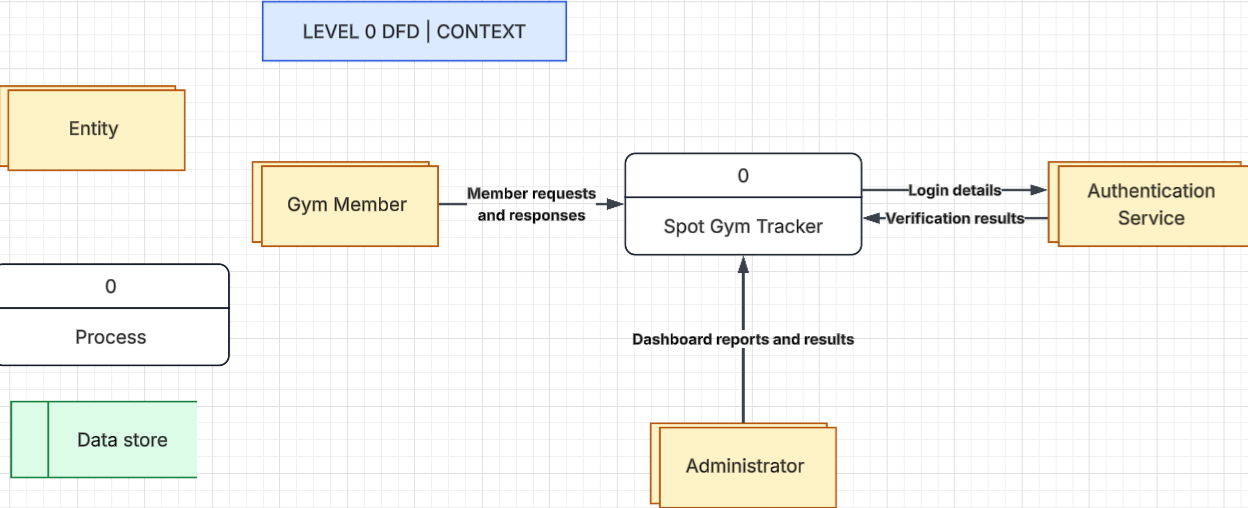 LEVEL 0 DFD | CONTEXT
Entity
Gym Member
Member requests
and responses
0
Spot Gym Tracker
Login details
Verification results
Authentication
Service
0
Process
Dashboard reports and results
Data store
Administrator